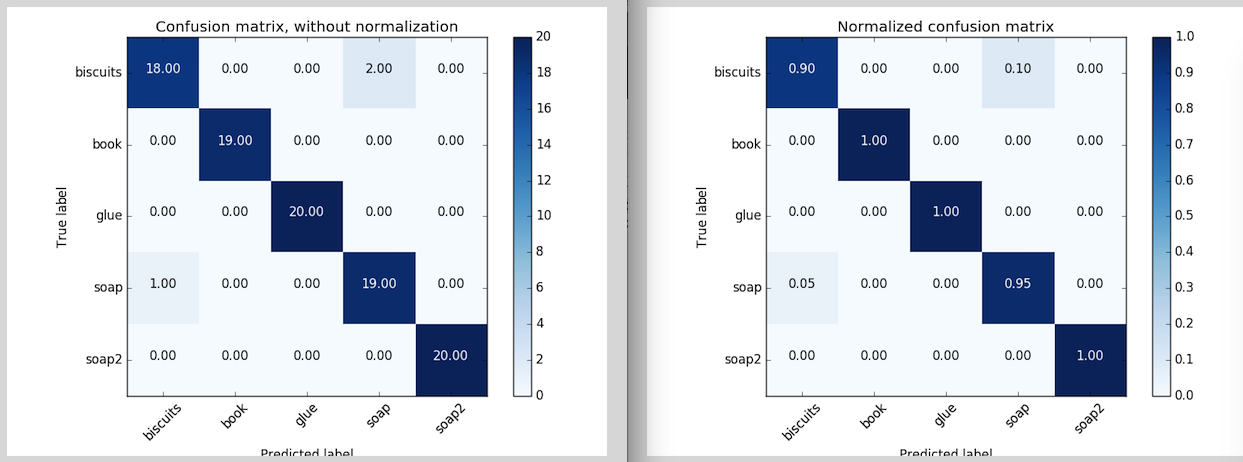 Confusion matrix, without normalization
biscuits 18.00 0.00 0.00 2.00 0.00
book 0.00 19.00 0.00 0.00 0.00
glue 0.00 0.00 20.00 0.00 0.00
soap 1.00 0.00 0.00 19.00 0.00
soap2 0.00 0.00 0.00 0.00 20.00
True label
biscuits book glue soap soap2
Predicted label
20
18
16
14
12
10
8
6
4
2
0
Normalized confusion matrix
biscuits 0.90 0.00 0.00 0.10 0.00
book 0.00 1.00 0.00 0.00 0.00
glue 0.00 0.00 1.00 0.00 0.00
soap 0.05 0.00 0.00 0.95 0.00
soap2 0.00 0.00 0.00 0.00 1.00
True label
biscuits book glue soap soap2
Predicted label
1.0
0.9
0.8
0.7
0.6
0.5
0.4
0.3
0.2
0.1
0.0